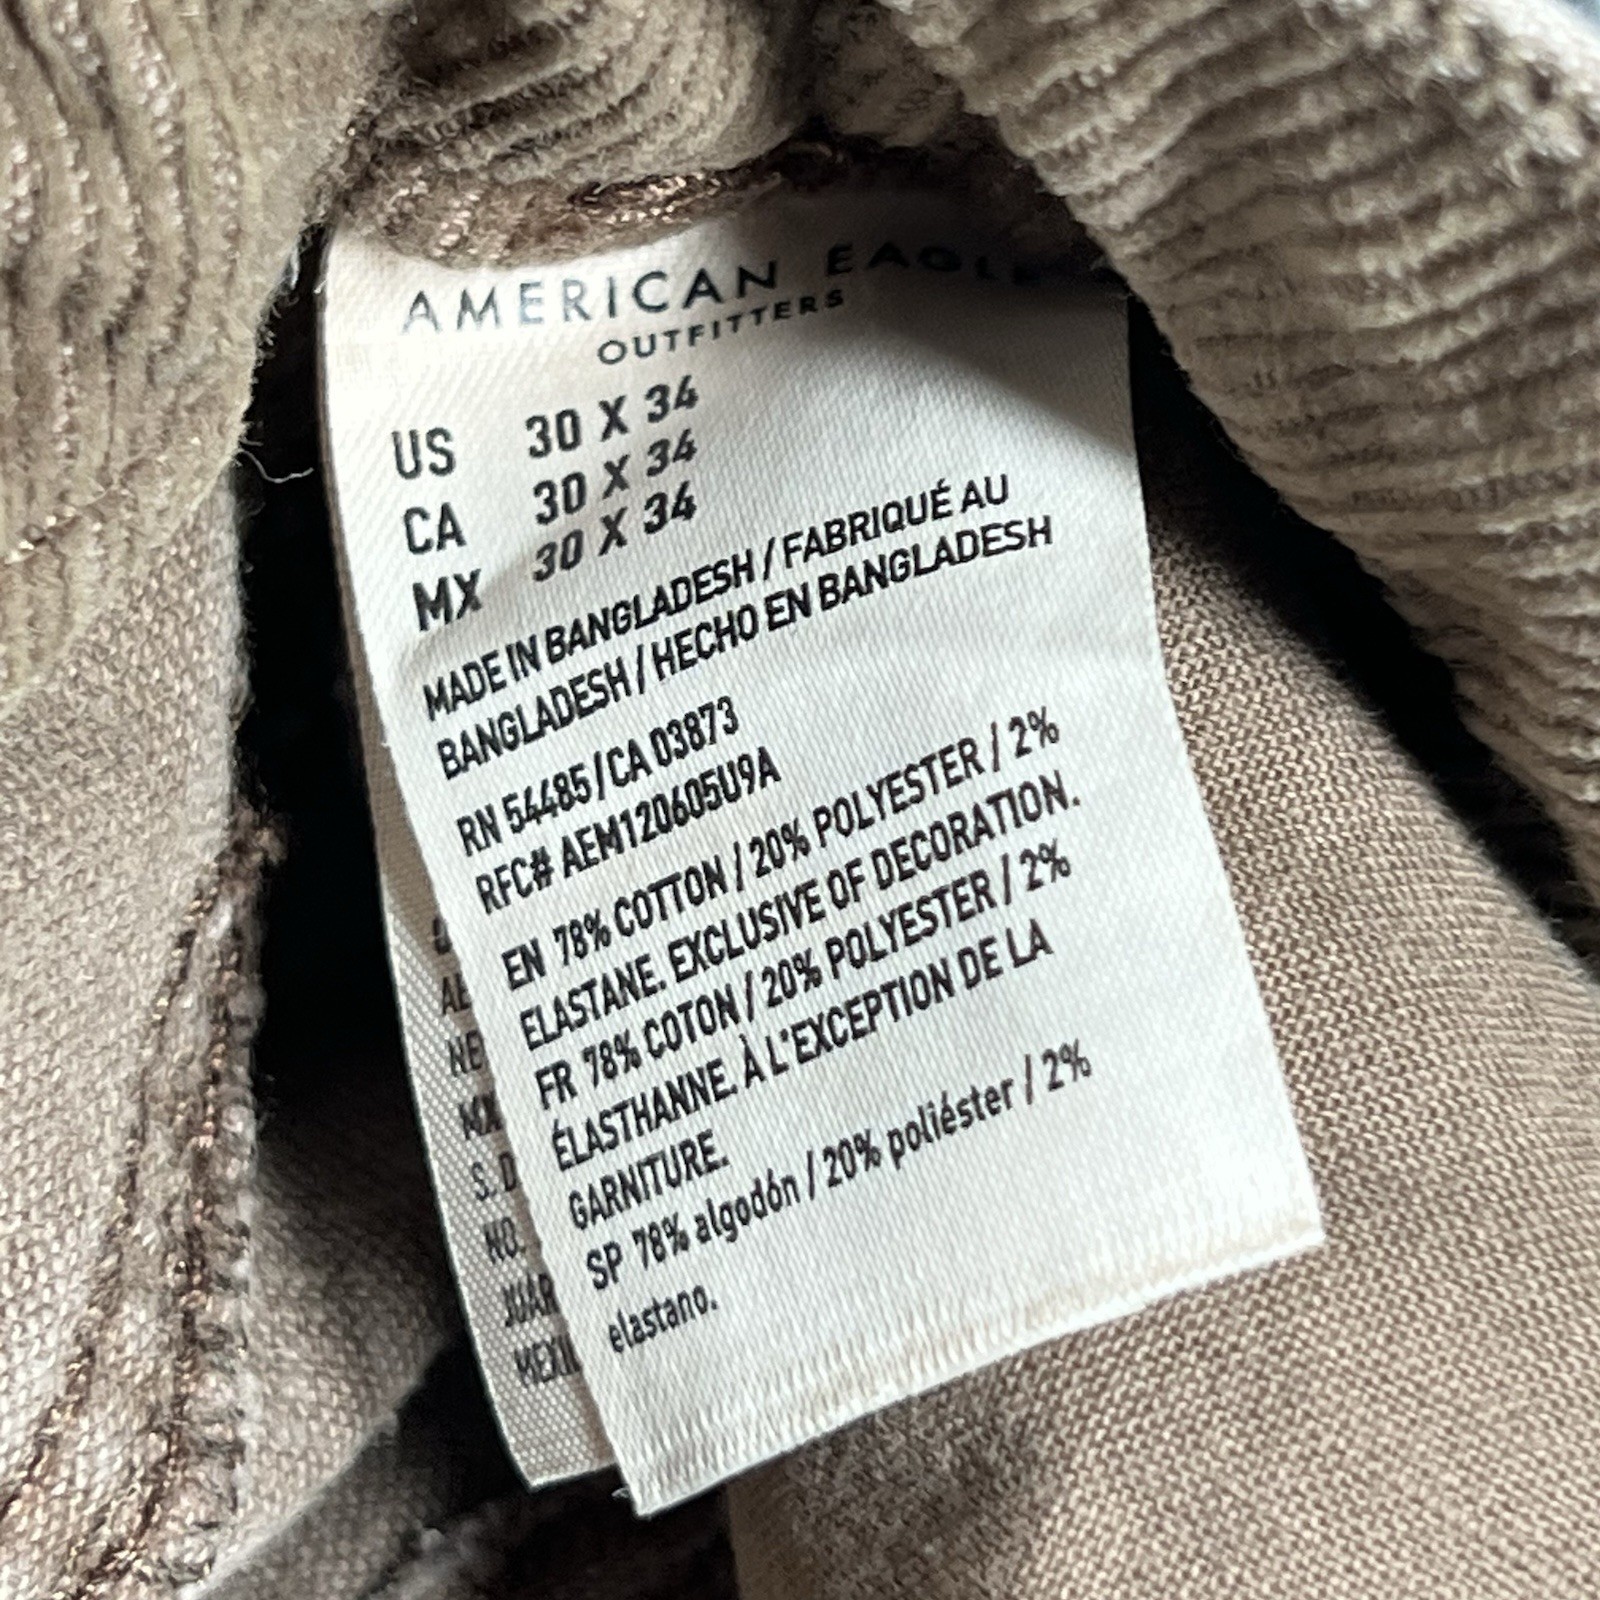 AMERICAN EAGLE
OUTFITTERS
US 30 X 34
CA 30 X 34
MX 30 X 34
MADE IN BANGLADESH / FABRIQUÉ AU
BANGLADESH / HECHO EN BANGLADESH
RN 54485 / CA 03873
RFC# AEM120605U9A
EN 78% COTTON / 20% POLYESTER / 2%
ELASTANE. EXCLUSIVE OF DECORATION.
FR 78% COTON / 20% POLYESTER / 2%
ÉLASTHANNE. À L'EXCEPTION DE LA
GARNITURE.
SP 78% algodón / 20% poliéster / 2%
elastano.
S. D
NO.